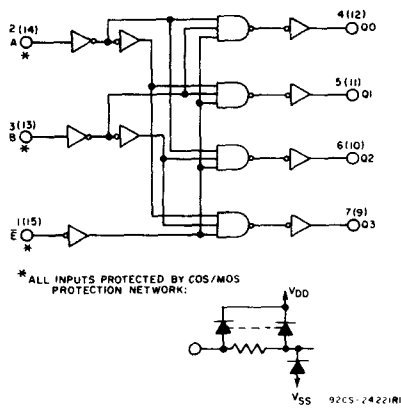 4(12)
2(14)
Q0
A
*
5(11)
Q1
3(13)
B
*
6(10)
Q2
1(15)
7(9)
E̅
Q3
*
*ALL INPUTS PROTECTED BY COS/MOS
PROTECTION NETWORK:
VDD
VSS
92CS-24221R1